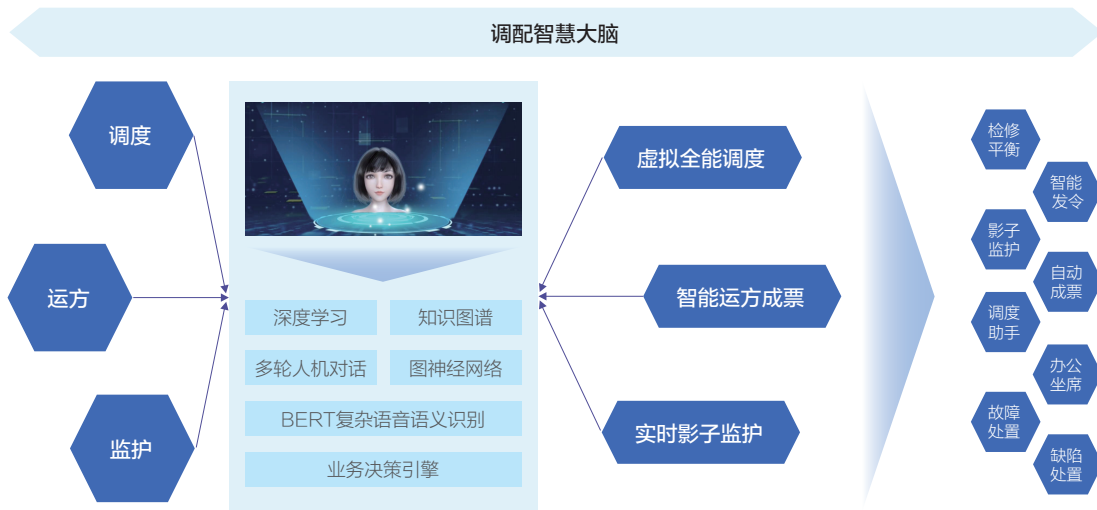 调配智慧大脑
调度
运方
监护
深度学习
知识图谱
多轮人机对话
图神经网络
BERT复杂语音语义识别
业务决策引擎
虚拟全能调度
智能运方成票
实时影子监护
检修
平衡
智能
发令
影子
监护
自动
成票
调度
助手
办公
坐席
故障
处置
缺陷
处置